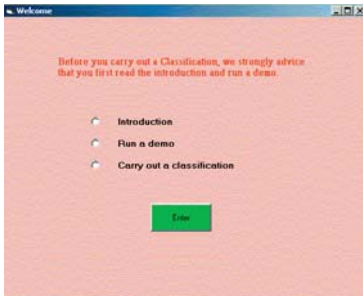 Welcome
Before you carry out a Classification, we strongly advice
that you first read the introduction and run a demo.
Introduction
Run a demo
Carry out a classification
Enter